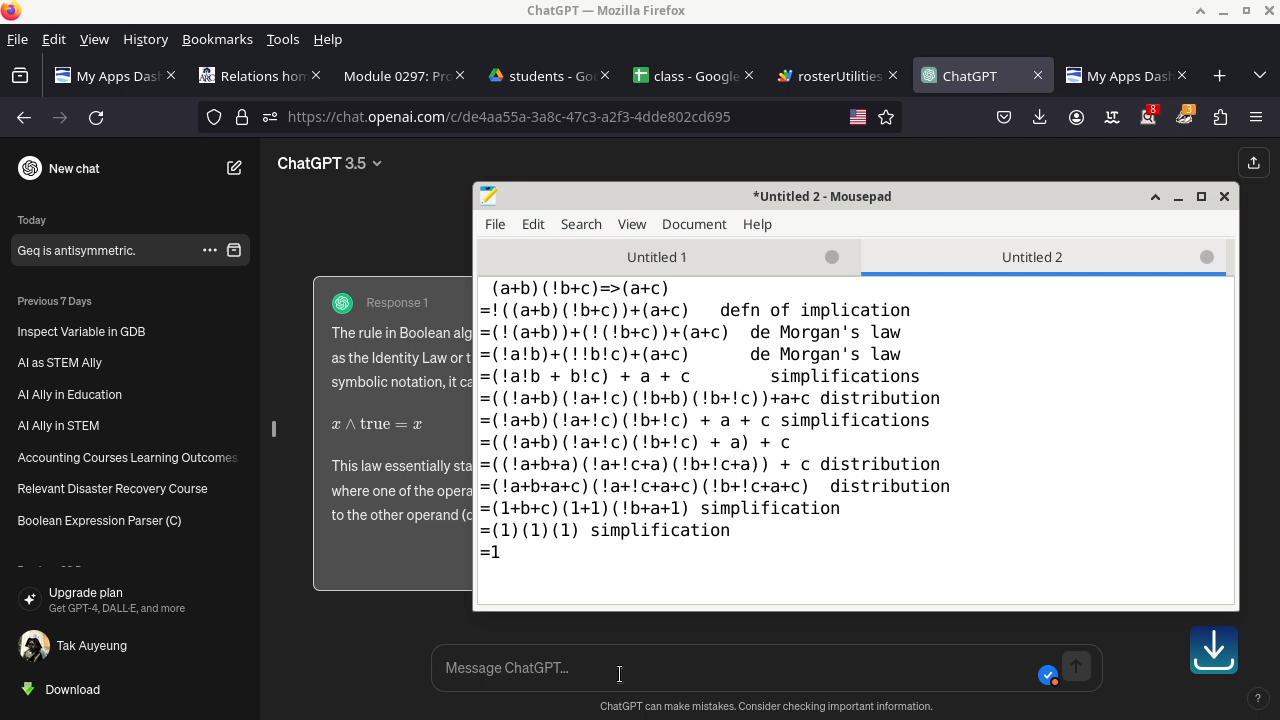 ChatGPT — Mozilla Firefox
File Edit View History Bookmarks Tools Help
My Apps Dash
Relations hom
Module 0297: Pro
students - Goo
class - Google
rosterUtilities
ChatGPT
My Apps Dash
https://chat.openai.com/c/de4aa55a-3a8c-47c3-a2f3-4dde802cd695
8
3
New chat
Today
Geq is antisymmetric.
Previous 7 Days
Inspect Variable in GDB
AI as STEM Ally
AI Ally in Education
AI Ally in STEM
Accounting Courses Learning Outcomes
Relevant Disaster Recovery Course
Boolean Expression Parser (C)
Upgrade plan
Get GPT-4, DALL·E, and more
Tak Auyeung
Download
ChatGPT 3.5
Response 1
The rule in Boolean alg
as the Identity Law or t
symbolic notation, it ca
x ∧ true = x
This law essentially sta
where one of the opera
to the other operand (c
*Untitled 2 - Mousepad
File Edit Search View Document Help
Untitled 1
Untitled 2
(a+b)(!b+c)=>(a+c)
=!((a+b)(!b+c))+(a+c)   defn of implication
=(!(a+b))+(!(!b+c))+(a+c)  de Morgan's law
=(!a!b)+(!!b!c)+(a+c)      de Morgan's law
=(!a!b + b!c) + a + c        simplifications
=((!a+b)(!a+!c)(!b+b)(!b+!c))+a+c distribution
=(!a+b)(!a+!c)(!b+!c) + a + c simplifications
=((!a+b)(!a+!c)(!b+!c) + a) + c
=((!a+b+a)(!a+!c+a)(!b+!c+a)) + c distribution
=(!a+b+a+c)(!a+!c+a+c)(!b+!c+a+c)  distribution
=(1+b+c)(1+1)(!b+a+1) simplification
=(1)(1)(1) simplification
=1
Message ChatGPT…
ChatGPT can make mistakes. Consider checking important information.
?